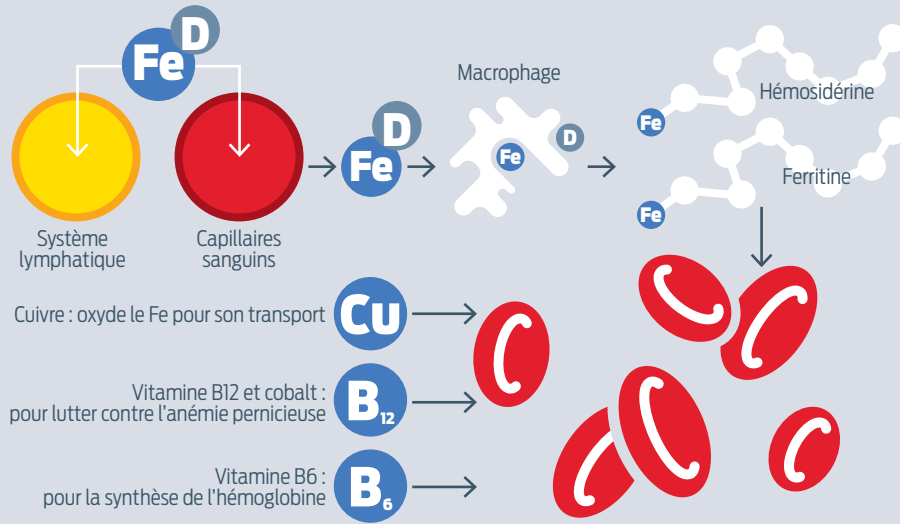 D
Fe
Macrophage
Hémosidérine
Fe
D
Fe
Fe
D
Ferritine
Fe
Système
lymphatique
Capillaires
sanguins
Cuivre : oxyde le Fe pour son transport
Cu
Vitamine B12 et cobalt :
pour lutter contre l'anémie pernicieuse
B12
Vitamine B6 :
pour la synthèse de l'hémoglobine
B6